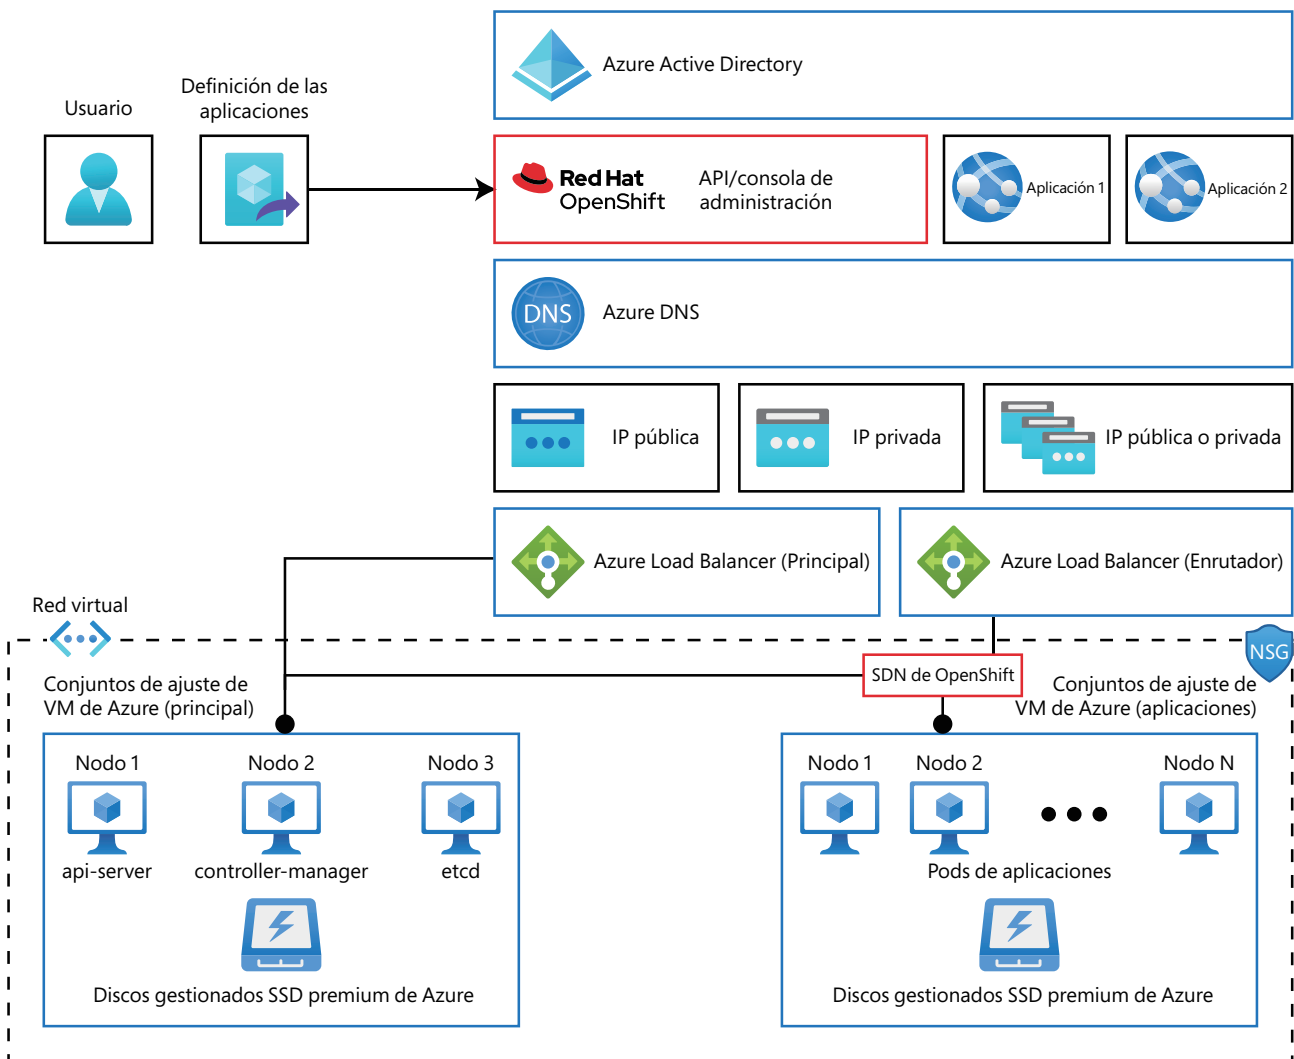 Azure Active Directory
Usuario
Definición de las
aplicaciones
Red Hat
OpenShift
API/consola de
administración
Aplicación 1
Aplicación 2
DNS
Azure DNS
IP pública
IP privada
IP pública o privada
Azure Load Balancer (Principal)
Azure Load Balancer (Enrutador)
Red virtual
NSG
SDN de OpenShift
Conjuntos de ajuste de
VM de Azure (principal)
Conjuntos de ajuste de
VM de Azure (aplicaciones)
Nodo 1
Nodo 2
Nodo 3
api-server
controller-manager
etcd
Discos gestionados SSD premium de Azure
Nodo 1
Nodo 2
Nodo N
Pods de aplicaciones
Discos gestionados SSD premium de Azure